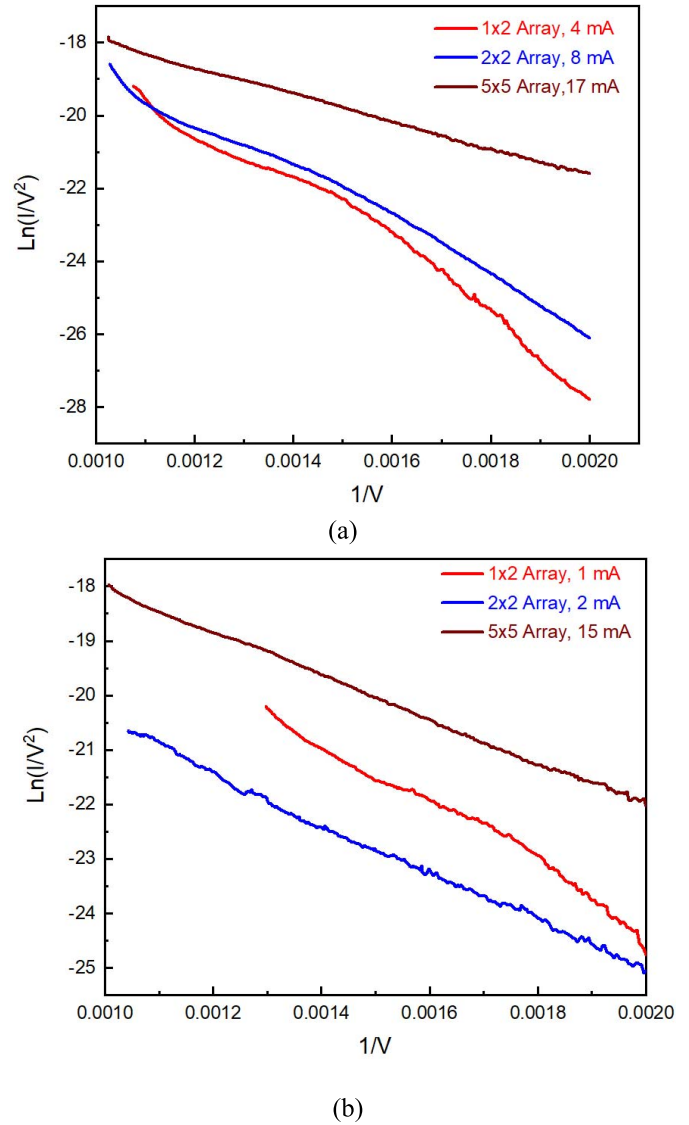 1x2 Array, 4 mA
2x2 Array, 8 mA
5x5 Array,17 mA
-18
-20
-22
-24
-26
-28
Ln(I/V²)
0.0010 0.0012 0.0014 0.0016 0.0018 0.0020
1/V
(a)
1x2 Array, 1 mA
2x2 Array, 2 mA
5x5 Array, 15 mA
-18
-19
-20
-21
-22
-23
-24
-25
Ln(I/V²)
0.0010 0.0012 0.0014 0.0016 0.0018 0.0020
1/V
(b)